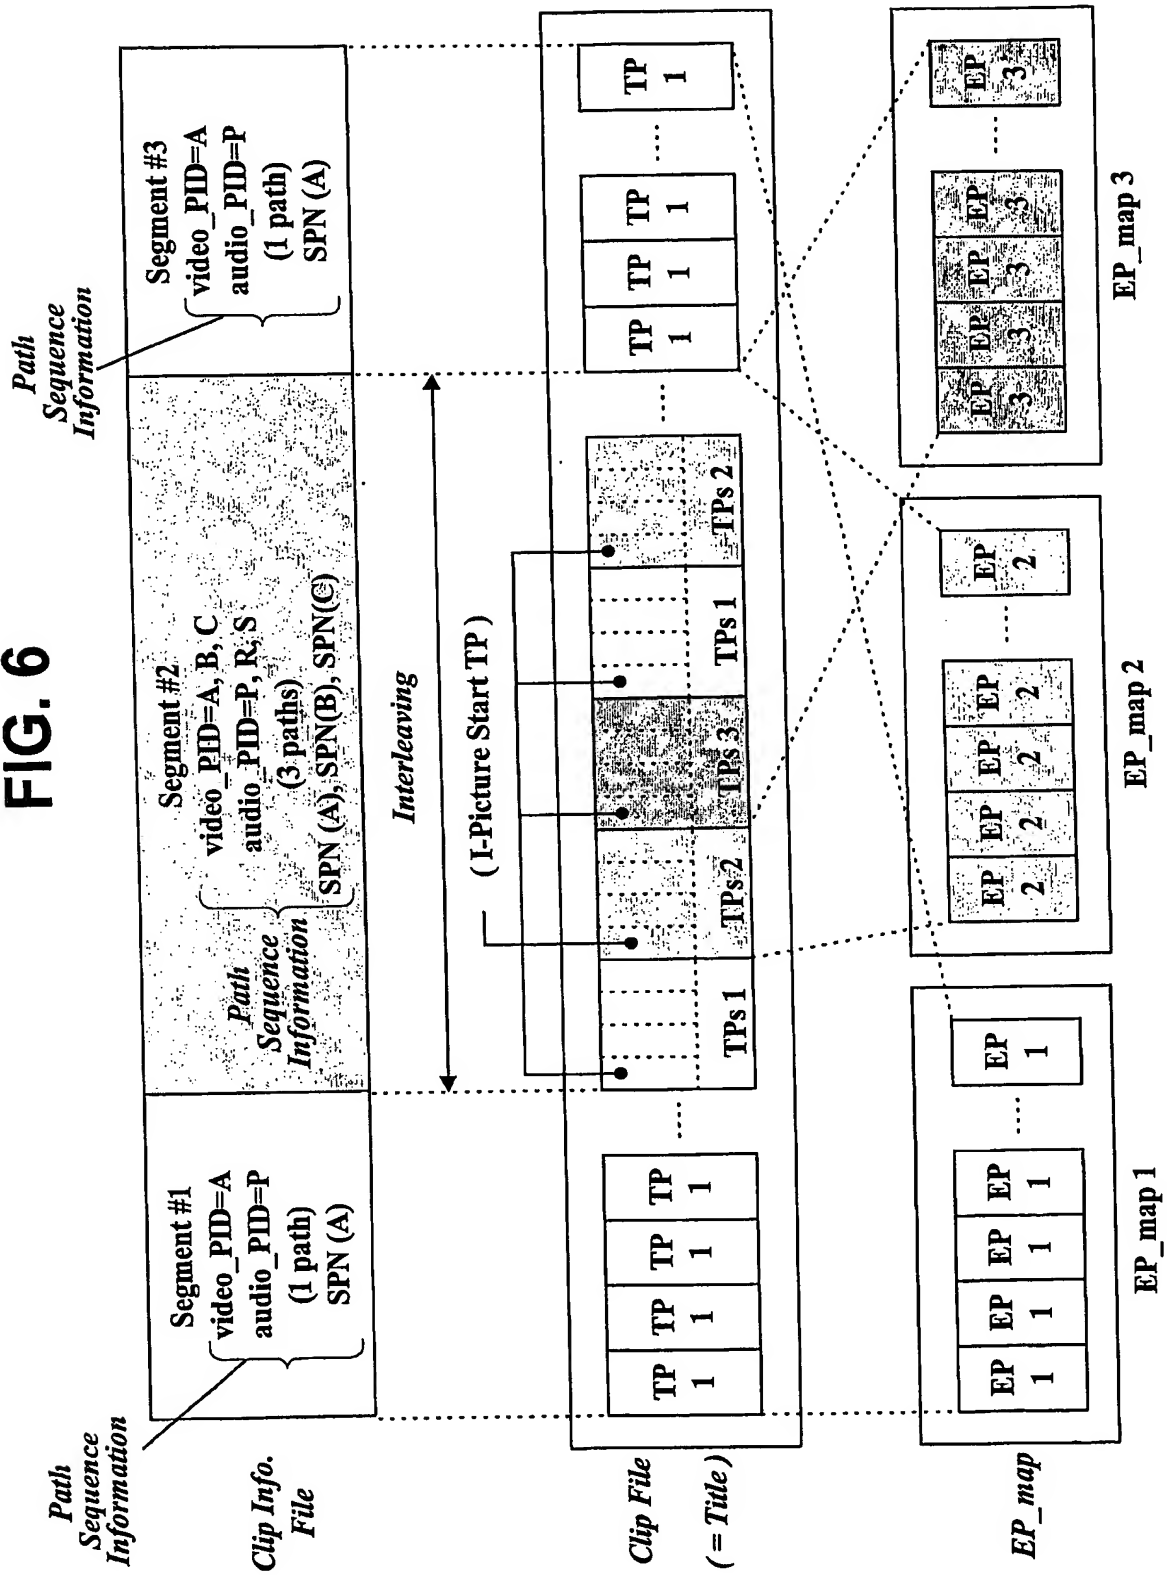 FIG. 6
Path
Sequence
Information
Clip Info.
File
Segment #1
video_PID=A
audio_PID=P
(1 path)
SPN (A)
Segment #2
video_PID=A, B, C
audio_PID=P, R, S
(3 paths)
SPN (A), SPN(B), SPN(C)
Path
Sequence
Information
Segment #3
video_PID=A
audio_PID=P
(1 path)
SPN (A)
Path
Sequence
Information
Interleaving
( I-Picture Start TP )
Clip File
( = Title )
TP
1
TP
1
TP
1
TP
1
TPs 1
TPs 2
TPs 3
TPs 1
TPs 2
TP
1
TP
1
TP
1
TP
1
EP_map
EP
1
EP
1
EP
1
EP
1
EP
1
EP_map 1
EP
2
EP
2
EP
2
EP
2
EP
2
EP_map 2
EP
3
EP
3
EP
3
EP
3
EP
3
EP_map 3